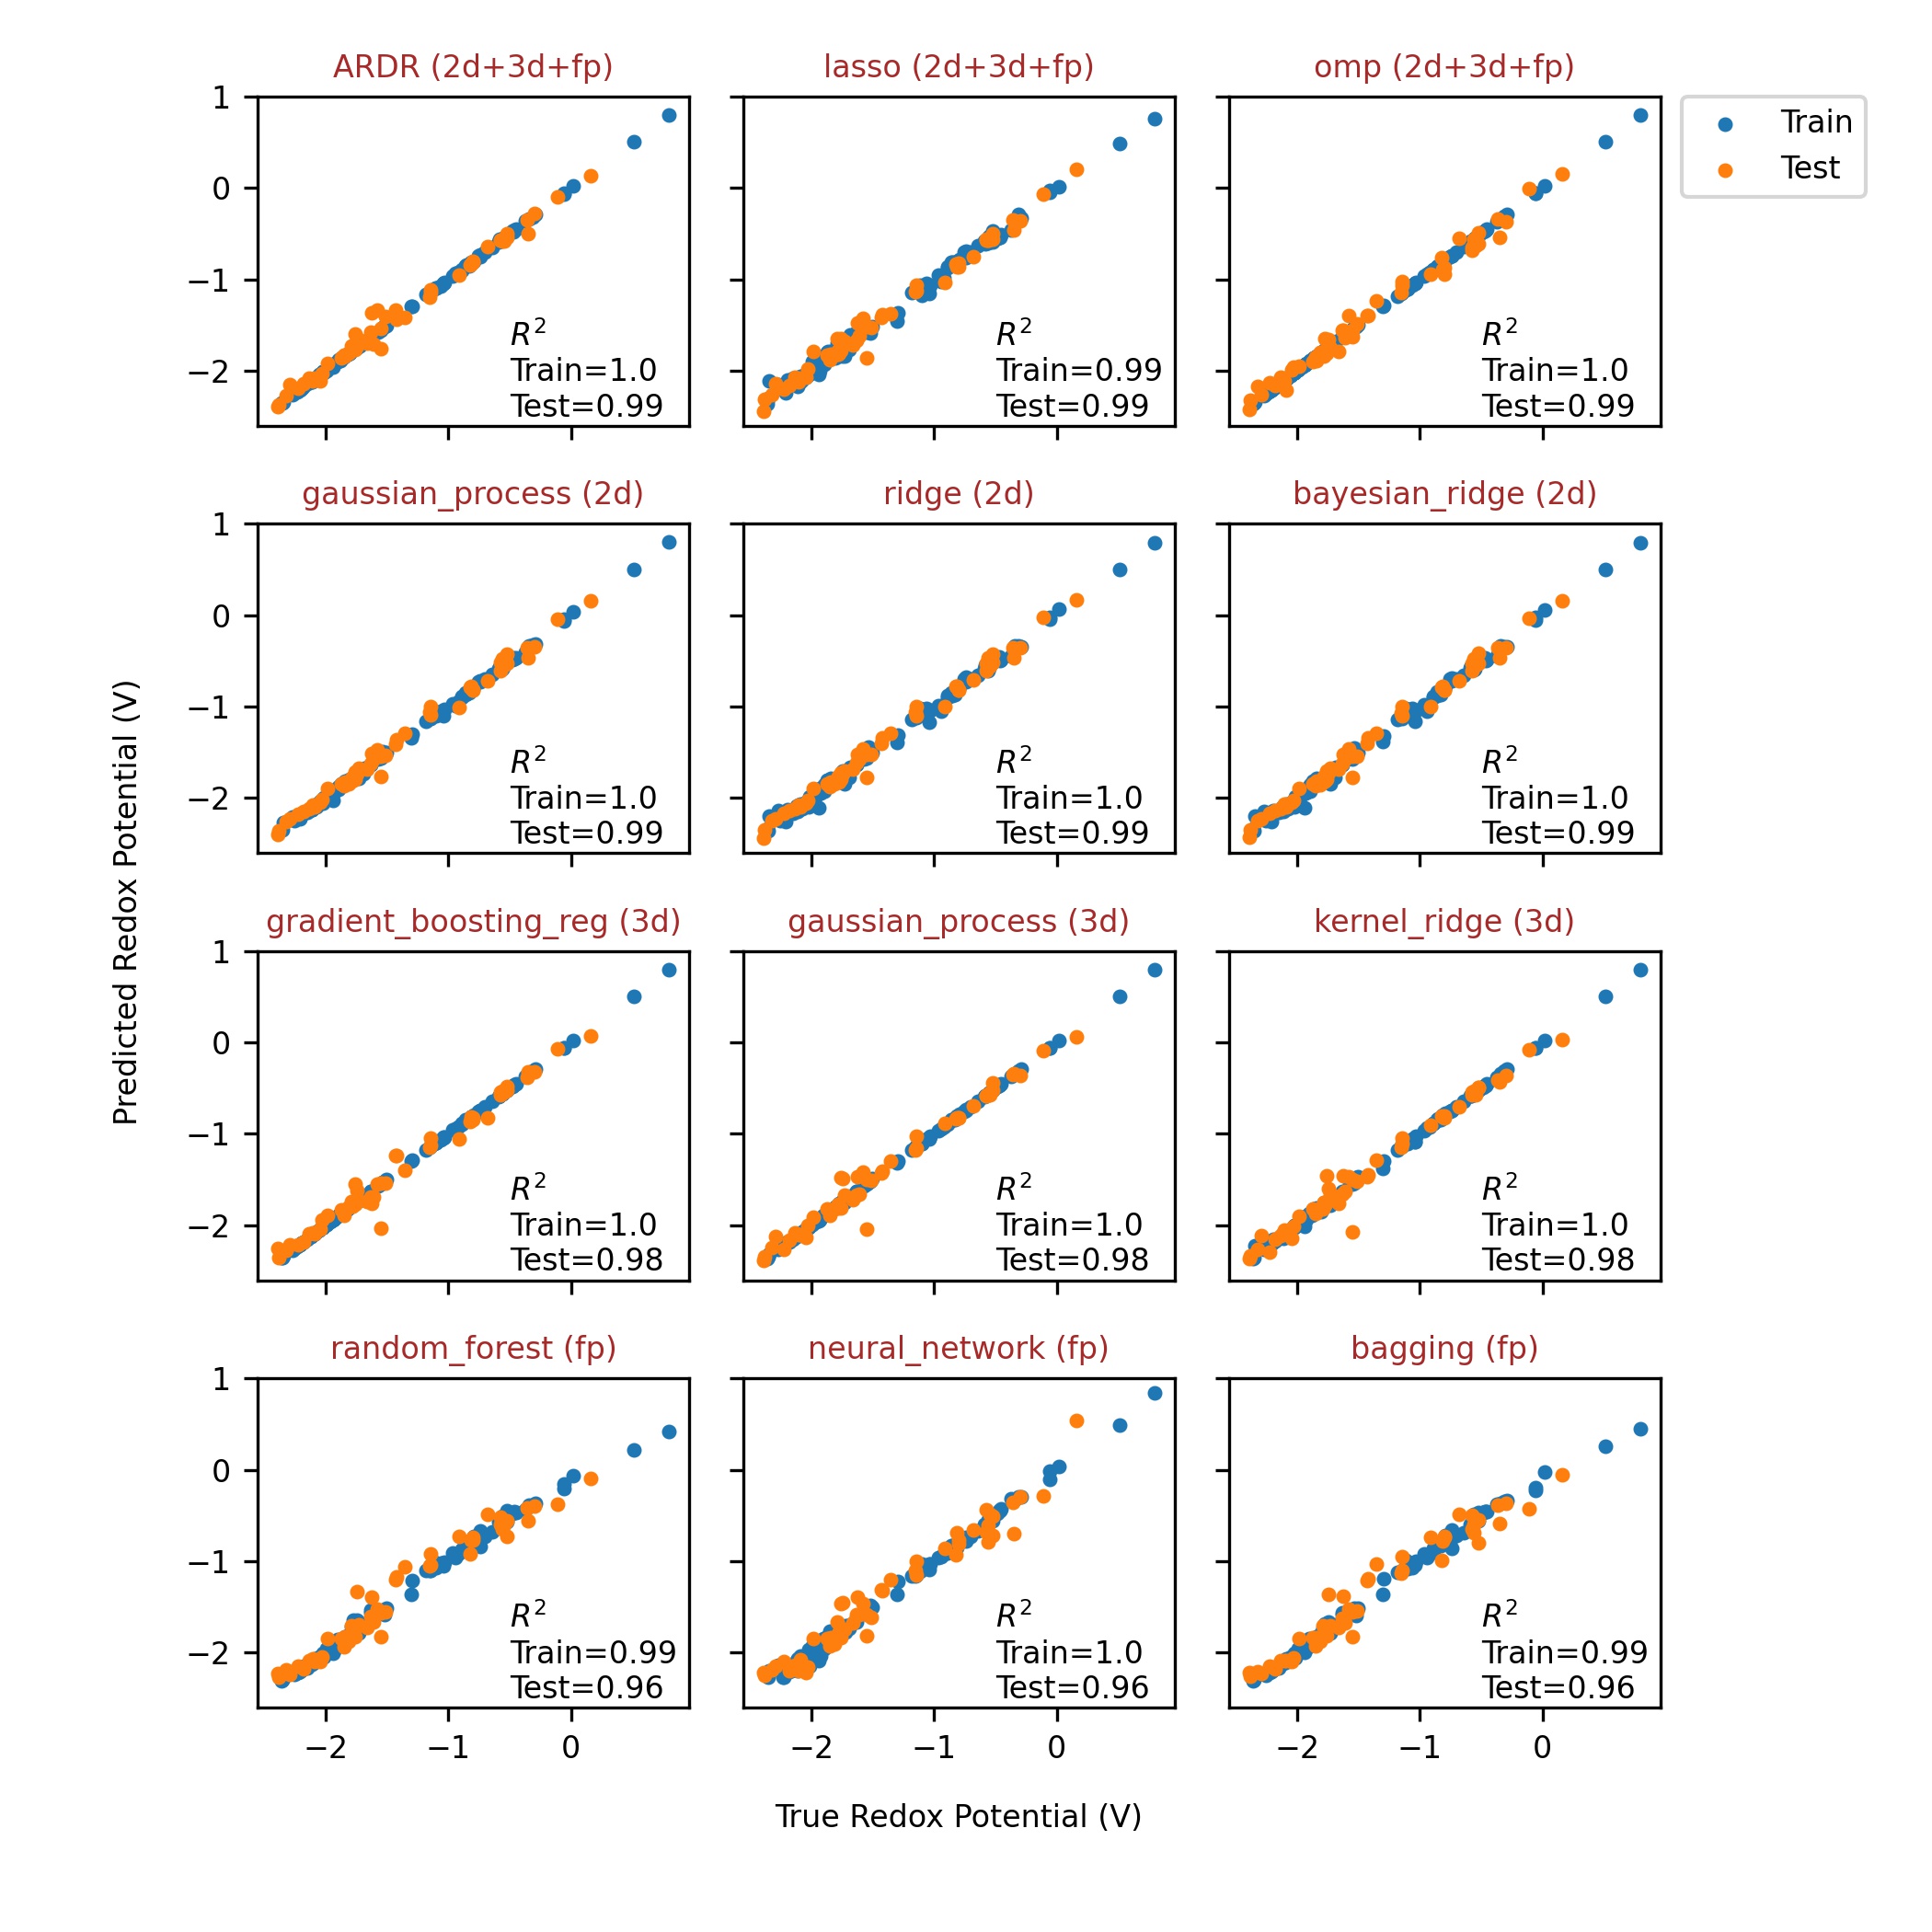 ARDR (2d+3d+fp)
lasso (2d+3d+fp)
omp (2d+3d+fp)
Train
Test
1
0
−1
−2
R²
Train=1.0
Test=0.99
R²
Train=0.99
Test=0.99
R²
Train=1.0
Test=0.99
gaussian_process (2d)
ridge (2d)
bayesian_ridge (2d)
1
0
−1
−2
R²
Train=1.0
Test=0.99
R²
Train=1.0
Test=0.99
R²
Train=1.0
Test=0.99
Predicted Redox Potential (V)
gradient_boosting_reg (3d)
gaussian_process (3d)
kernel_ridge (3d)
1
0
−1
−2
R²
Train=1.0
Test=0.98
R²
Train=1.0
Test=0.98
R²
Train=1.0
Test=0.98
random_forest (fp)
neural_network (fp)
bagging (fp)
1
0
−1
−2
R²
Train=0.99
Test=0.96
R²
Train=1.0
Test=0.96
R²
Train=0.99
Test=0.96
−2 −1 0
−2 −1 0
−2 −1 0
True Redox Potential (V)